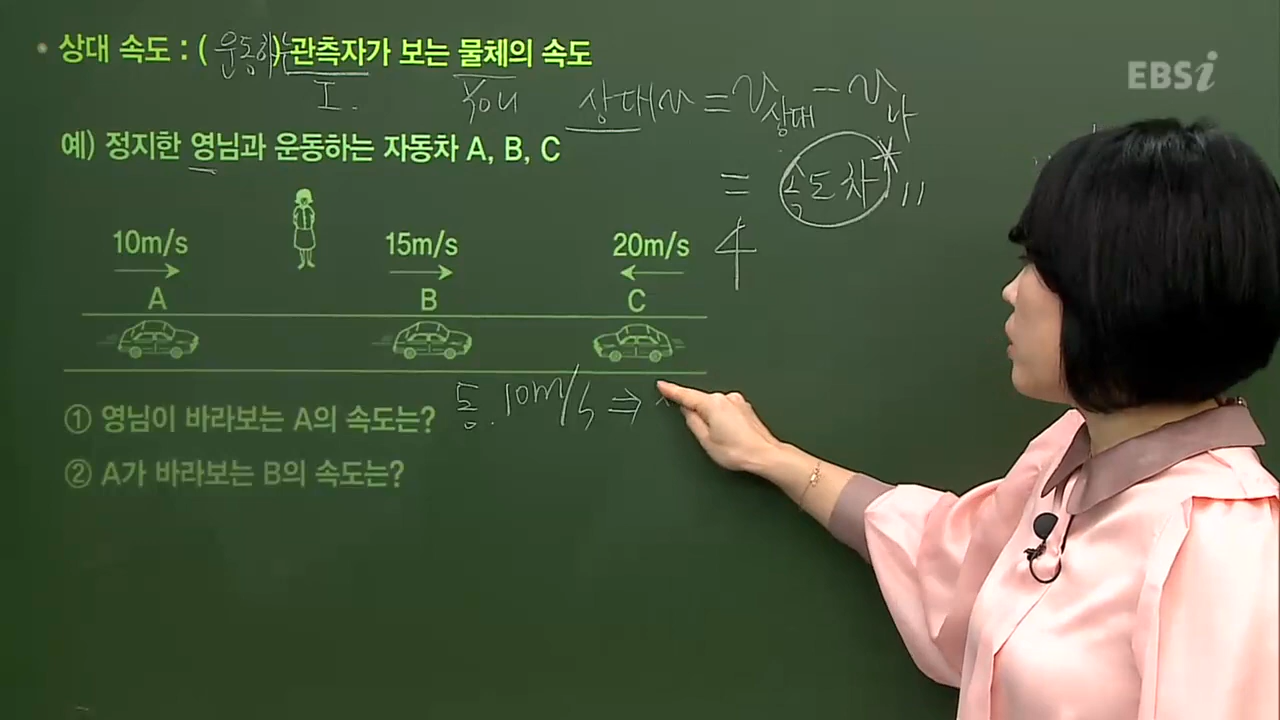 • 상대 속도 : ( 운동하는 ) 관측자가 보는 물체의 속도
EBSi
I. You 상대v = v상대 - v나
예) 정지한 영님과 운동하는 자동차 A, B, C
= 속도차 * 〃
10m/s 15m/s 20m/s 4
A B C
동. 10m/s ⇒
① 영님이 바라보는 A의 속도는?
② A가 바라보는 B의 속도는?